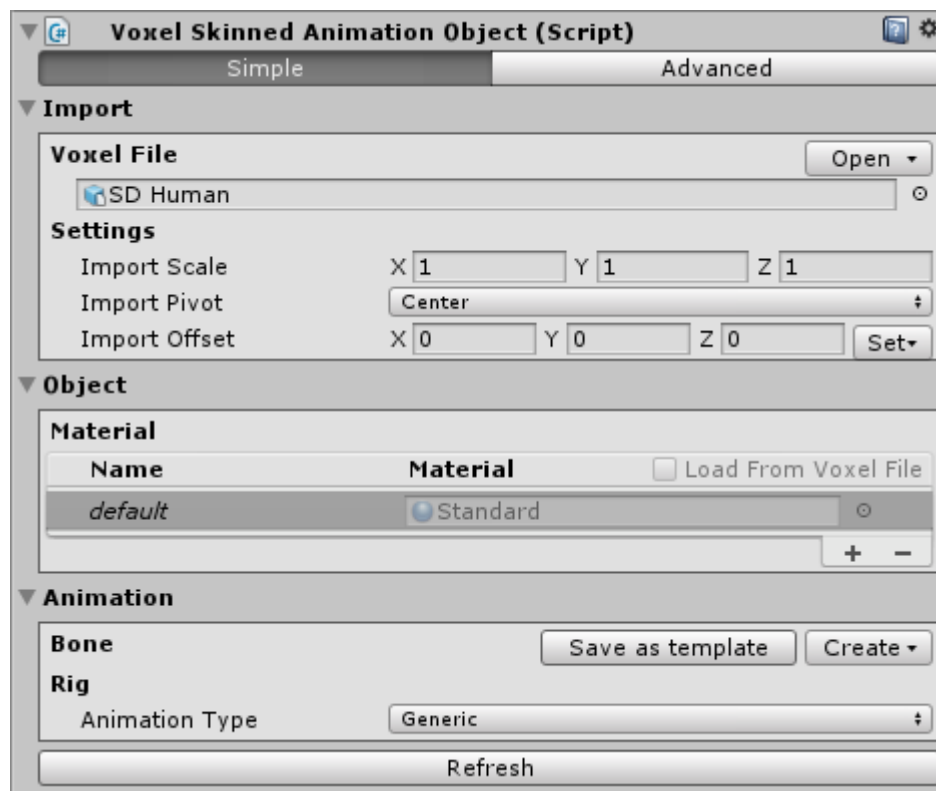 Voxel Skinned Animation Object (Script)
Simple Advanced
Import
Voxel File Open
SD Human
Settings
Import Scale X 1 Y 1 Z 1
Import Pivot Center
Import Offset X 0 Y 0 Z 0 Set
Object
Material
Name Material Load From Voxel File
default Standard
+ −
Animation
Bone Save as template Create
Rig
Animation Type Generic
Refresh